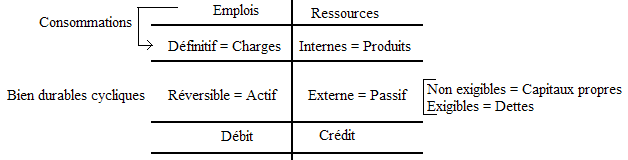 Emplois
Ressources
Consommations
Définitif = Charges
Internes = Produits
Bien durables cycliques
Réversible = Actif
Externe = Passif
Non exigibles = Capitaux propres
Exigibles = Dettes
Débit
Crédit